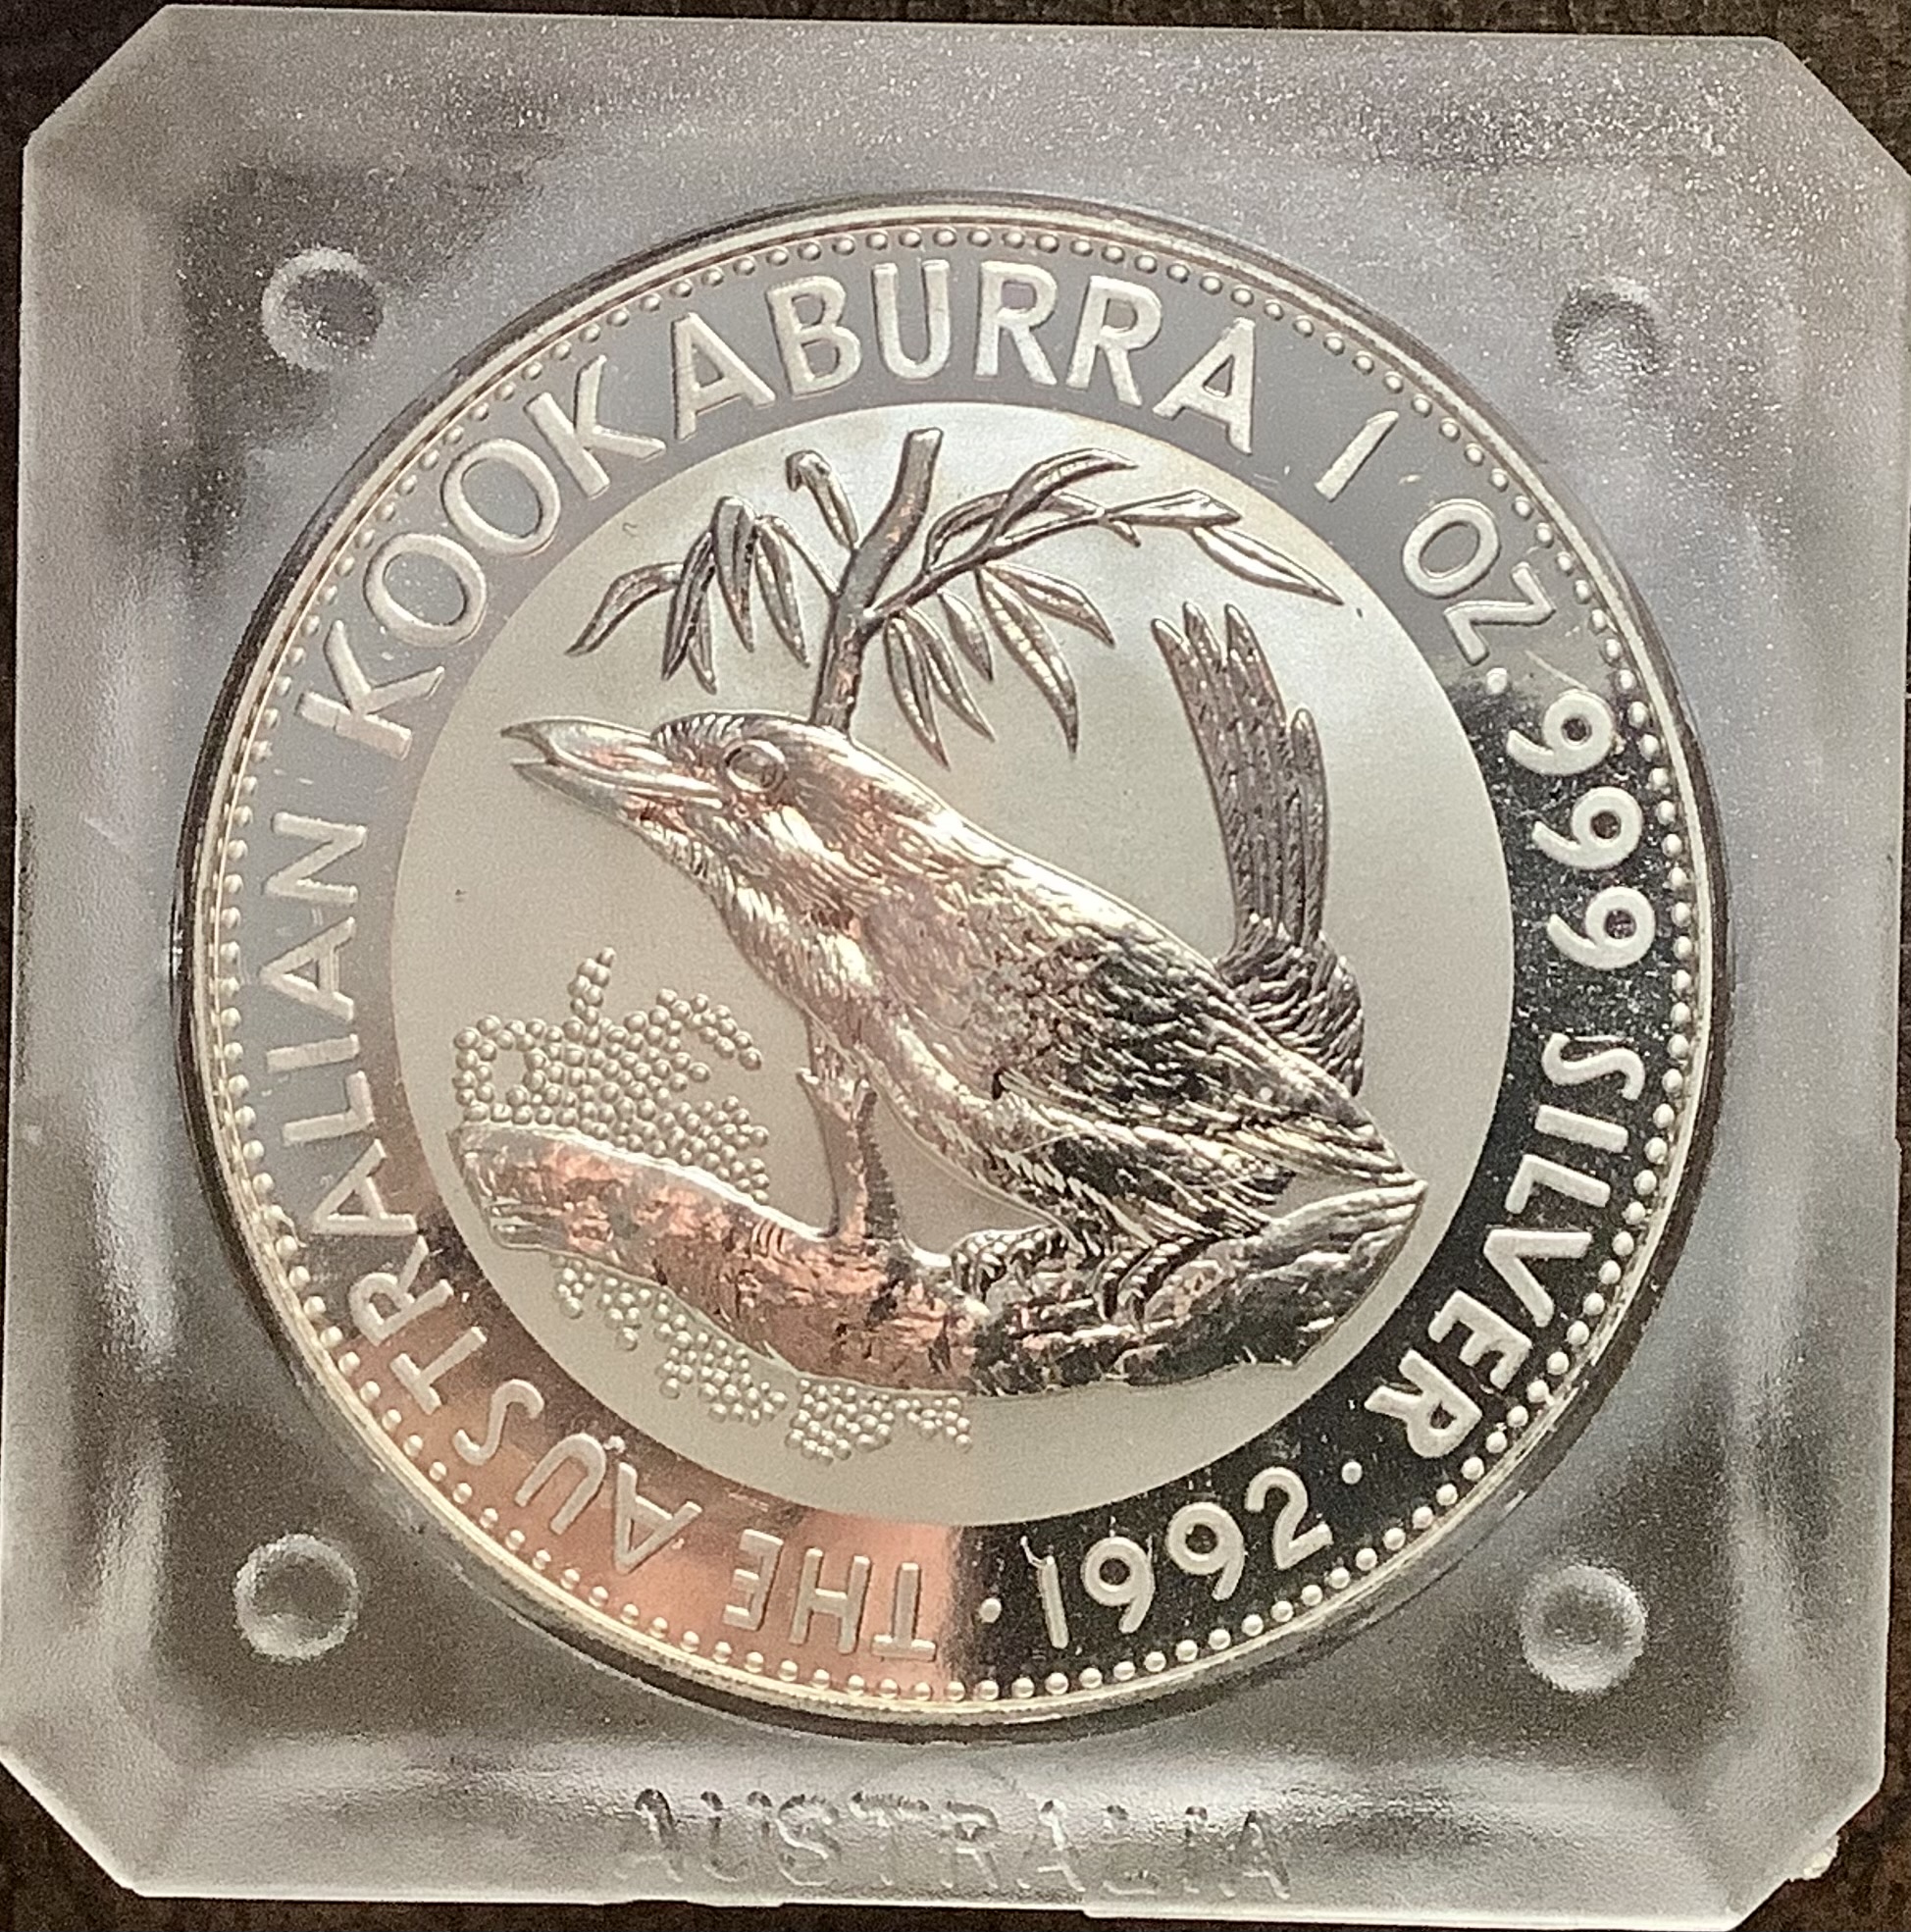 THE AUSTRALIAN KOOKABURRA 1 OZ. 999 SILVER · 1992 ·
AUSTRALIA